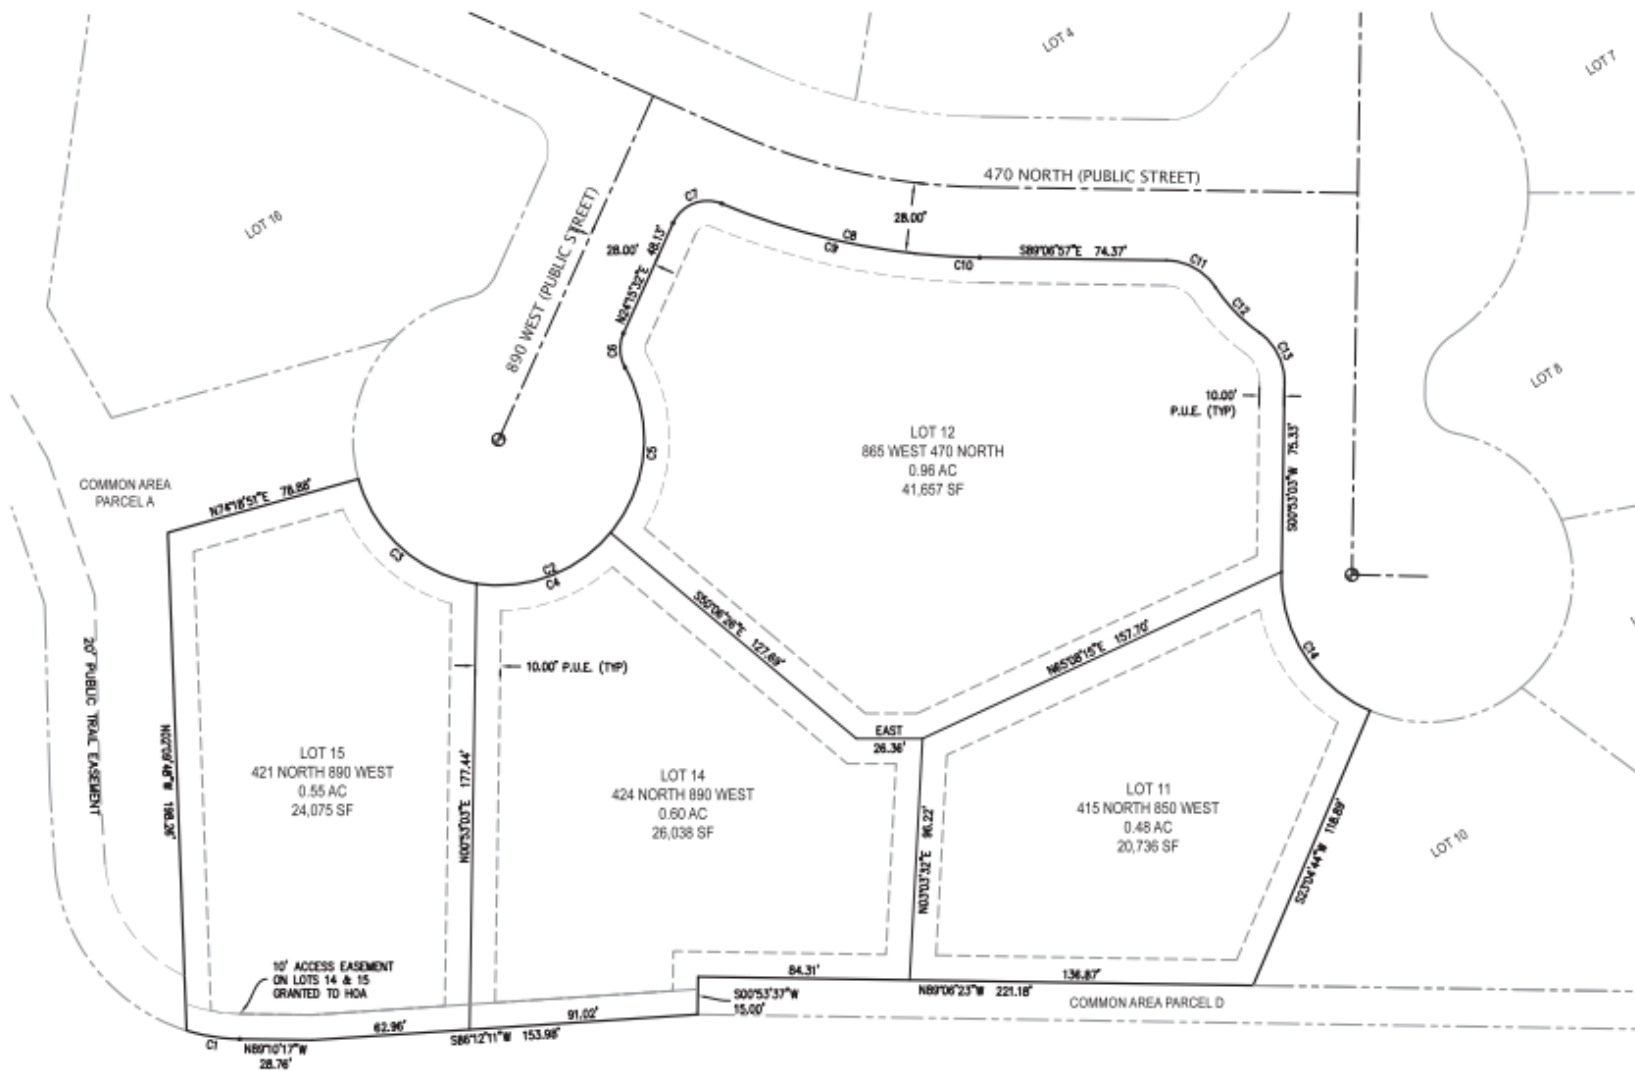 LOT 4
LOT 7
LOT 16
470 NORTH (PUBLIC STREET)
890 WEST (PUBLIC STREET)
C7
28.00'
28.00'
N24°15'32"E 48.13'
C8
C9
C10
S89°06'57"E 74.37'
C11
C12
C13
C6
LOT 8
10.00'
P.U.E. (TYP)
LOT 12
865 WEST 470 NORTH
0.96 AC
41,657 SF
C5
S00°53'03"W 75.33'
COMMON AREA
PARCEL A
N74°18'51"E 78.88'
C3
C2
C4
S50°06'26"E 127.69'
N65°08'15"E 157.70'
C14
20' PUBLIC TRAIL EASEMENT
10.00' P.U.E. (TYP)
N02°09'48"W 198.26'
LOT 15
421 NORTH 890 WEST
0.55 AC
24,075 SF
N00°53'03"E 177.44'
LOT 14
424 NORTH 890 WEST
0.60 AC
26,038 SF
EAST
26.36'
N03°03'32"E 96.22'
LOT 11
415 NORTH 850 WEST
0.48 AC
20,736 SF
S23°04'44"W 118.89'
LOT 10
10' ACCESS EASEMENT
ON LOTS 14 & 15
GRANTED TO HOA
84.31'
136.87'
N89°06'23"W 221.18'
S00°53'37"W
15.00'
COMMON AREA PARCEL D
62.96'
91.02'
S86°12'11"W 153.98'
C1
N89°10'17"W
28.76'